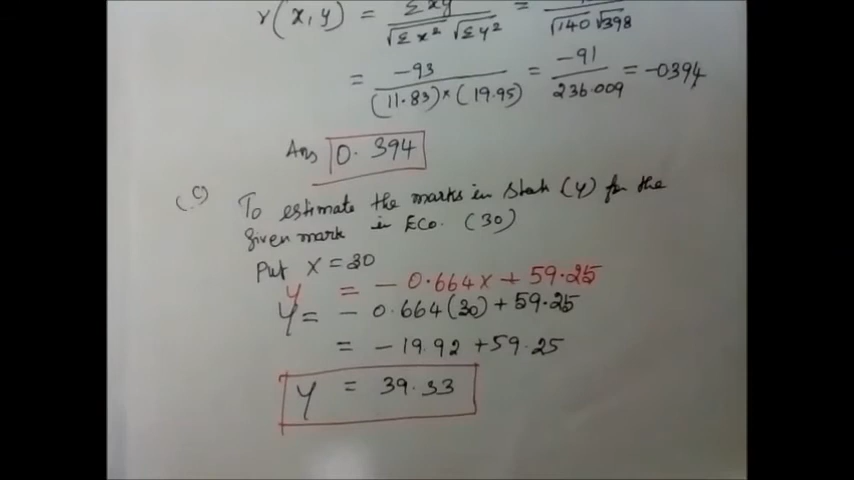 r(x,y) = Σxy / √Σx² √Σy² = / √140 √398
= -93 / (11.83)×(19.95) = -91 / 236.009 = -0394
Ans 0.394
(c) To estimate the marks in Stat (y) for the
given mark in Eco. (30)
Put X = 30
y = - 0.664x + 59.25
y = - 0.664(30) + 59.25
= -19.92 + 59.25
y = 39.33